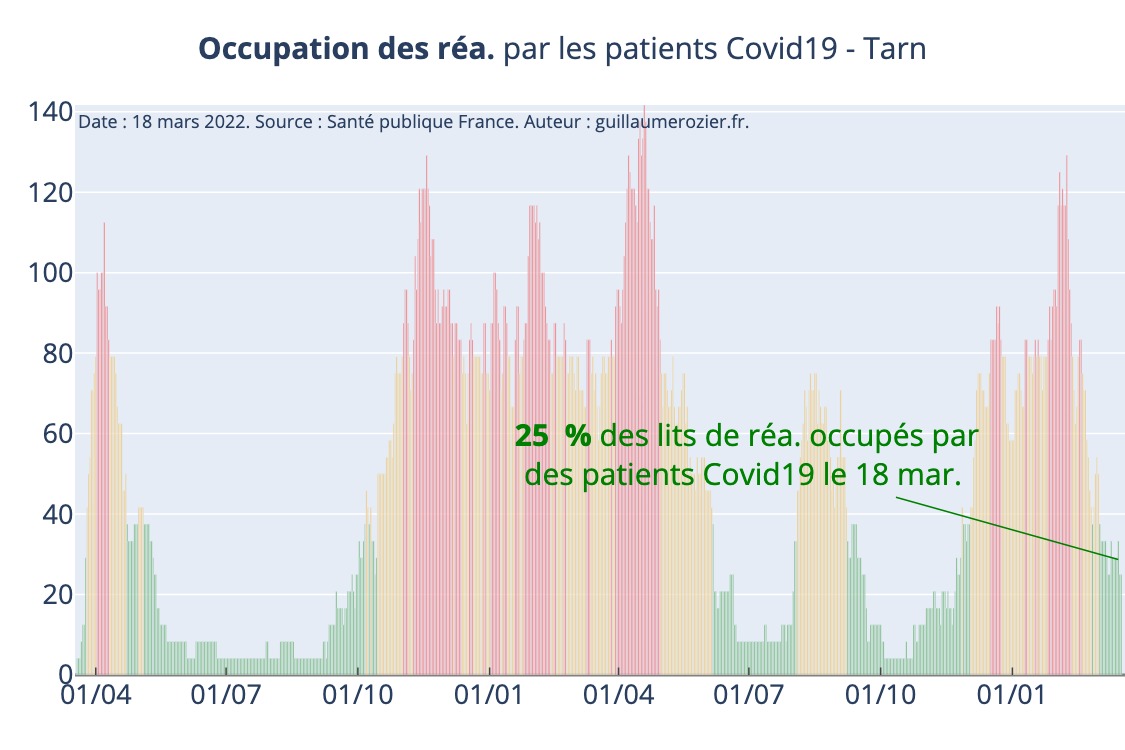 Occupation des réa. par les patients Covid19 - Tarn
140
Date : 18 mars 2022. Source : Santé publique France. Auteur : guillaumerozier.fr.
120
100
80
60
25 % des lits de réa. occupés par
des patients Covid19 le 18 mar.
40
20
0
01/04 01/07 01/10 01/01 01/04 01/07 01/10 01/01